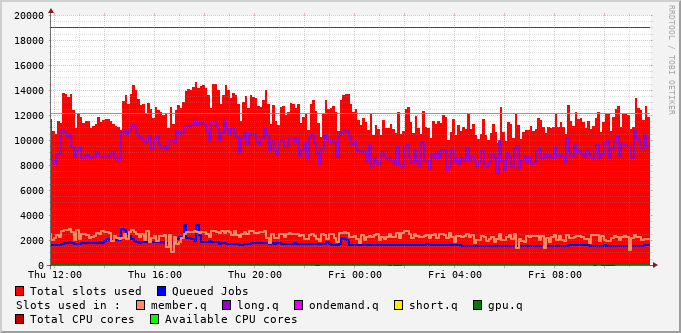 20000
18000
16000
14000
12000
10000
8000
6000
4000
2000
0
Thu 12:00 Thu 16:00 Thu 20:00 Fri 00:00 Fri 04:00 Fri 08:00
Total slots used Queued Jobs
Slots used in : member.q long.q ondemand.q short.q gpu.q
Total CPU cores Available CPU cores
RRDTOOL / TOBI OETIKER